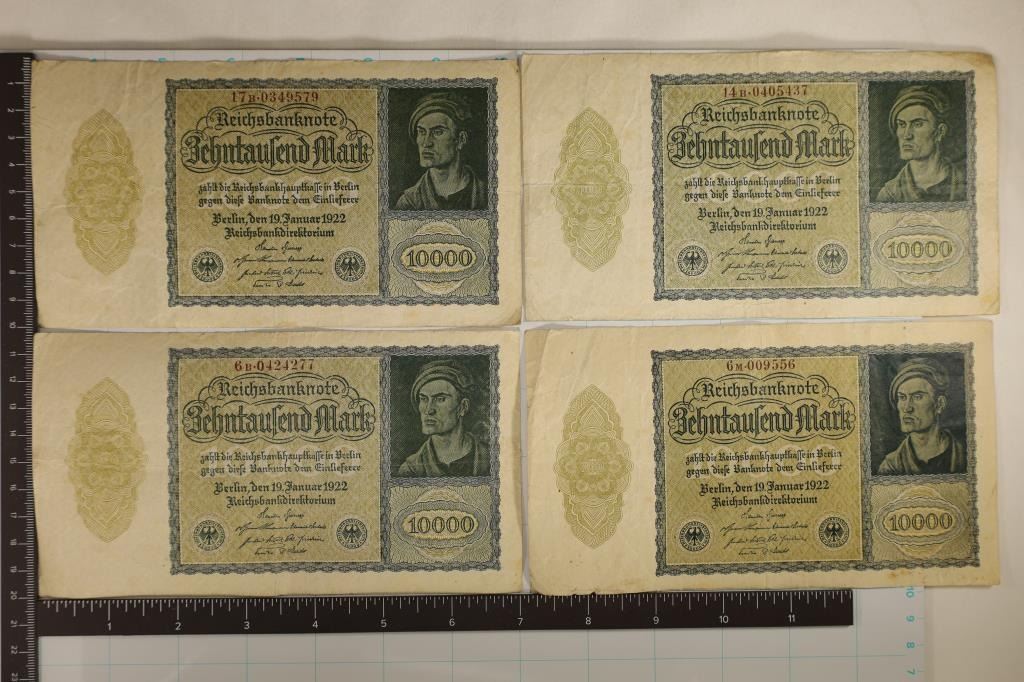 17B·0349579
Reichsbanknote
Zehntausend Mark
zahlt die Reichsbankhauptkasse in Berlin
gegen diese Banknote dem Einlieferer
Berlin, den 19. Januar 1922
Reichsbankdirektorium
10000
14B·0405437
Reichsbanknote
Zehntausend Mark
zahlt die Reichsbankhauptkasse in Berlin
gegen diese Banknote dem Einlieferer
Berlin, den 19. Januar 1922
Reichsbankdirektorium
10000
6B·0424277
Reichsbanknote
Zehntausend Mark
zahlt die Reichsbankhauptkasse in Berlin
gegen diese Banknote dem Einlieferer
Berlin, den 19. Januar 1922
Reichsbankdirektorium
10000
6M·009556
Reichsbanknote
Zehntausend Mark
zahlt die Reichsbankhauptkasse in Berlin
gegen diese Banknote dem Einlieferer
Berlin, den 19. Januar 1922
Reichsbankdirektorium
10000
1 2 3 4 5 6 7 8 9 10 11
10
9
8
7